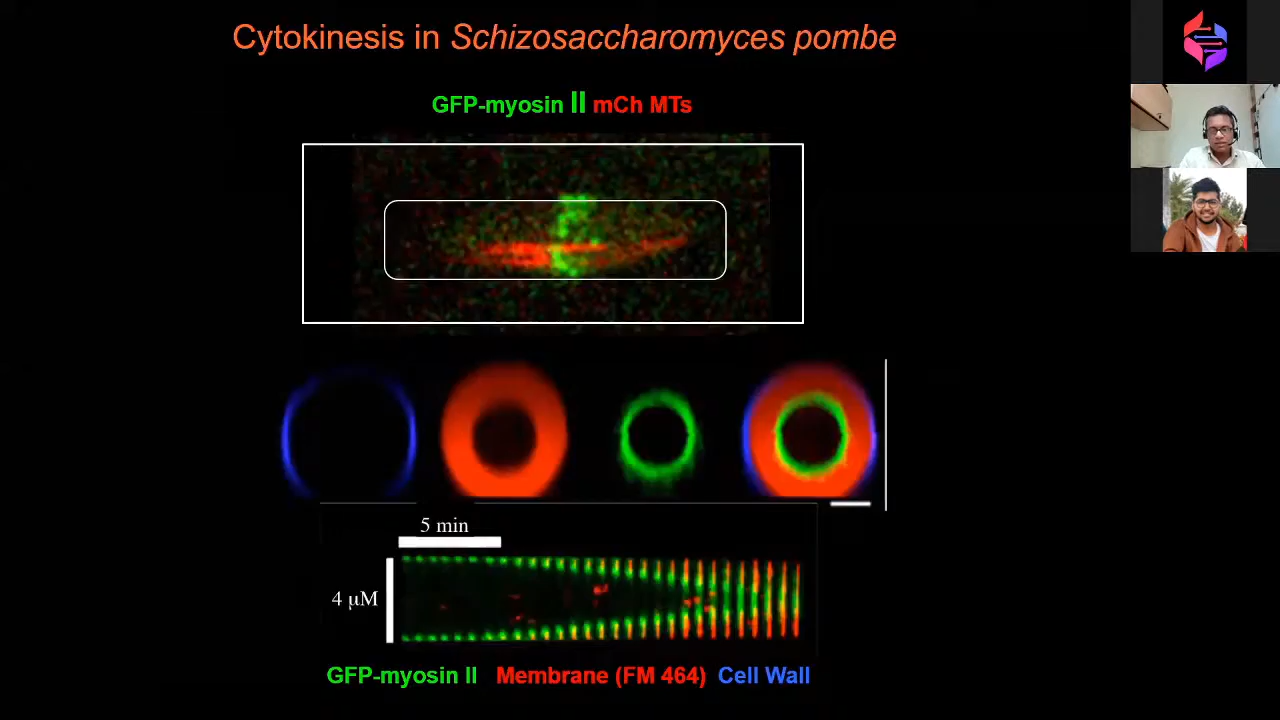 Cytokinesis in Schizosaccharomyces pombe
GFP-myosin II mCh MTs
5 min
4 μM
GFP-myosin II Membrane (FM 464) Cell Wall